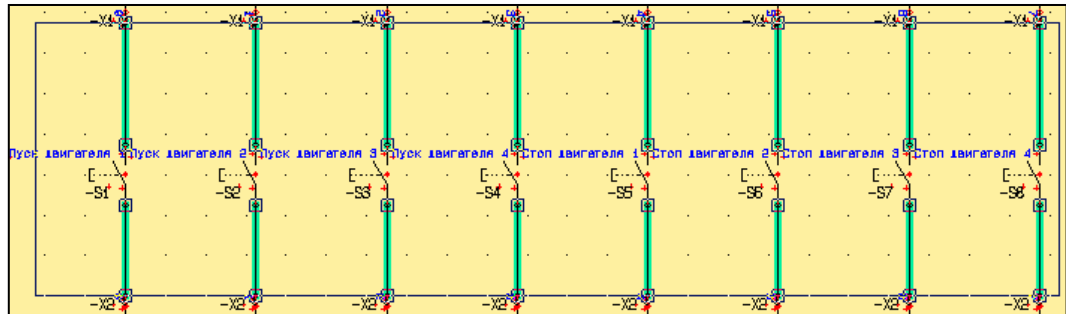 -X1 -X1 -X1 -X1 -X1 -X1 -X1 -X1
Пуск двигателя 1 Пуск двигателя 2 Пуск двигателя 3 Пуск двигателя 4 Стоп двигателя 1 Стоп двигателя 2 Стоп двигателя 3 Стоп двигателя 4
-S1 -S2 -S3 -S4 -S5 -S6 -S7 -S8
-X2 -X2 -X2 -X2 -X2 -X2 -X2 -X2